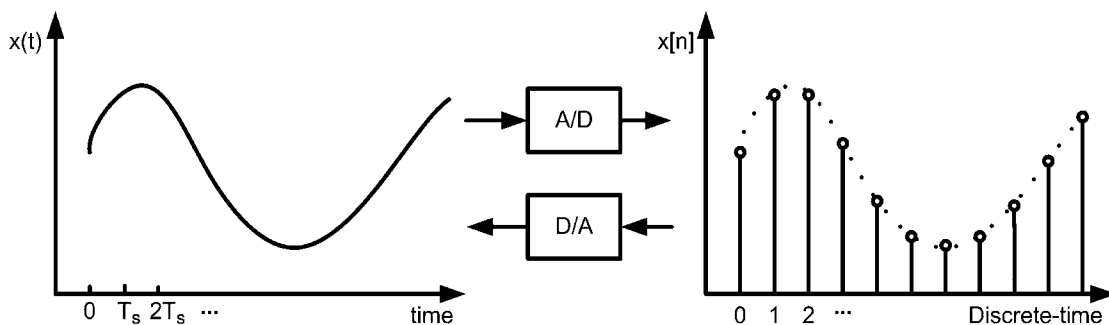 x(t)
x[n]
A/D
D/A
0 Ts 2Ts ... time
0 1 2 ... Discrete-time